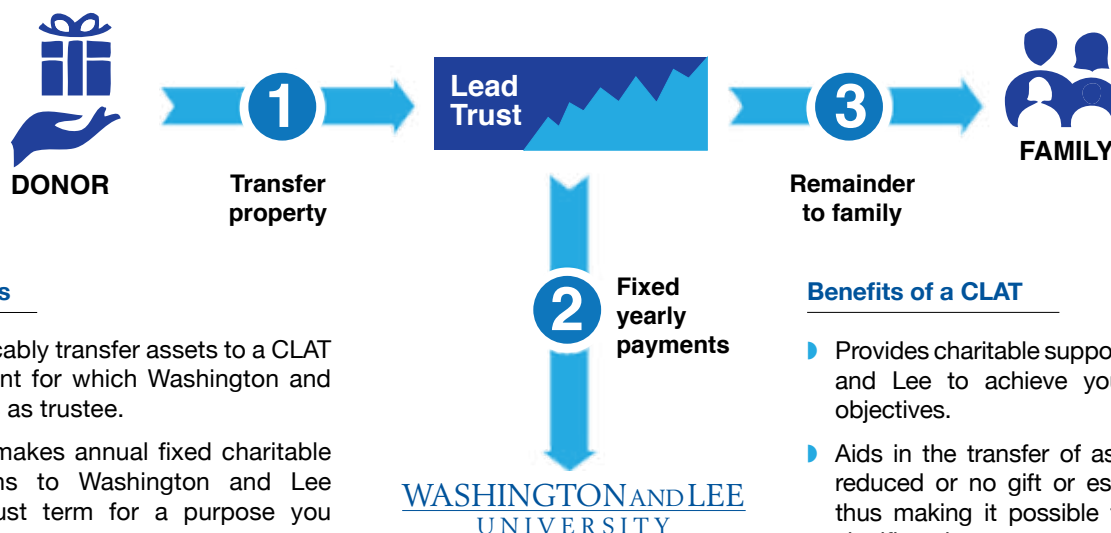 1
Lead
Trust
3
DONOR
Transfer
property
Remainder
to family
FAMILY
2
Fixed
yearly
payments
WASHINGTON AND LEE
UNIVERSITY
cably transfer assets to a CLAT
nt for which Washington and
as trustee.
makes annual fixed charitable
ns to Washington and Lee
ust term for a purpose you
Benefits of a CLAT
Provides charitable suppo
and Lee to achieve yo
objectives.
Aids in the transfer of as
reduced or no gift or es
thus making it possible